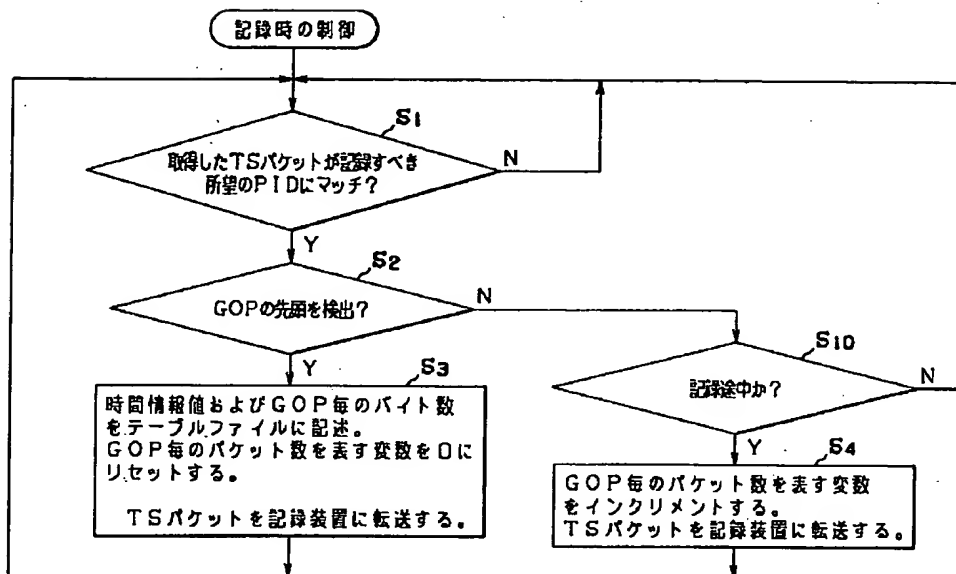 記録時の制御
S1
取得したTSパケットが記録すべき
所望のPIDにマッチ?
N
Y
S2
GOPの先頭を検出?
N
Y
S10
記録途中か?
N
Y
S3
時間情報値およびGOP毎のバイト数
をテーブルファイルに記述。
GOP毎のパケット数を表す変数を0に
リセットする。
TSパケットを記録装置に転送する。
S4
GOP毎のパケット数を表す変数
をインクリメントする。
TSパケットを記録装置に転送する。